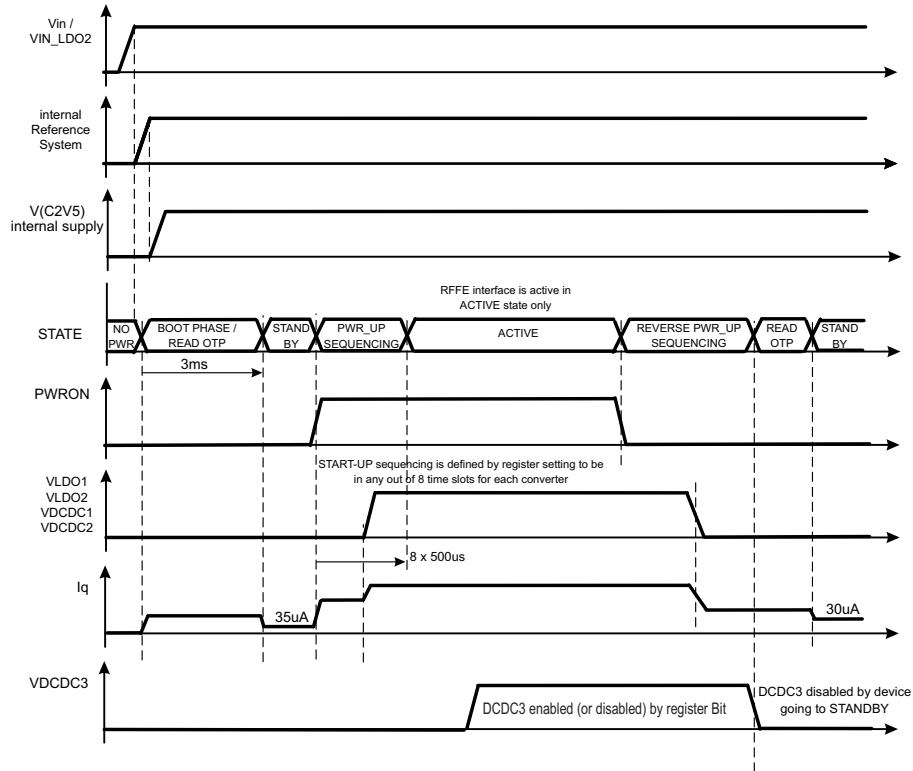 Vin /
VIN_LDO2
internal
Reference
System
V(C2V5)
internal supply
RFFE interface is active in
ACTIVE state only
STATE
NO
PWR
BOOT PHASE /
READ OTP
STAND
BY
PWR_UP
SEQUENCING
ACTIVE
REVERSE PWR_UP
SEQUENCING
READ
OTP
STAND
BY
3ms
PWRON
START-UP sequencing is defined by register setting to be
in any out of 8 time slots for each converter
VLDO1
VLDO2
VDCDC1
VDCDC2
8 x 500us
Iq
35uA
30uA
VDCDC3
DCDC3 enabled (or disabled) by register Bit
DCDC3 disabled by device
going to STANDBY